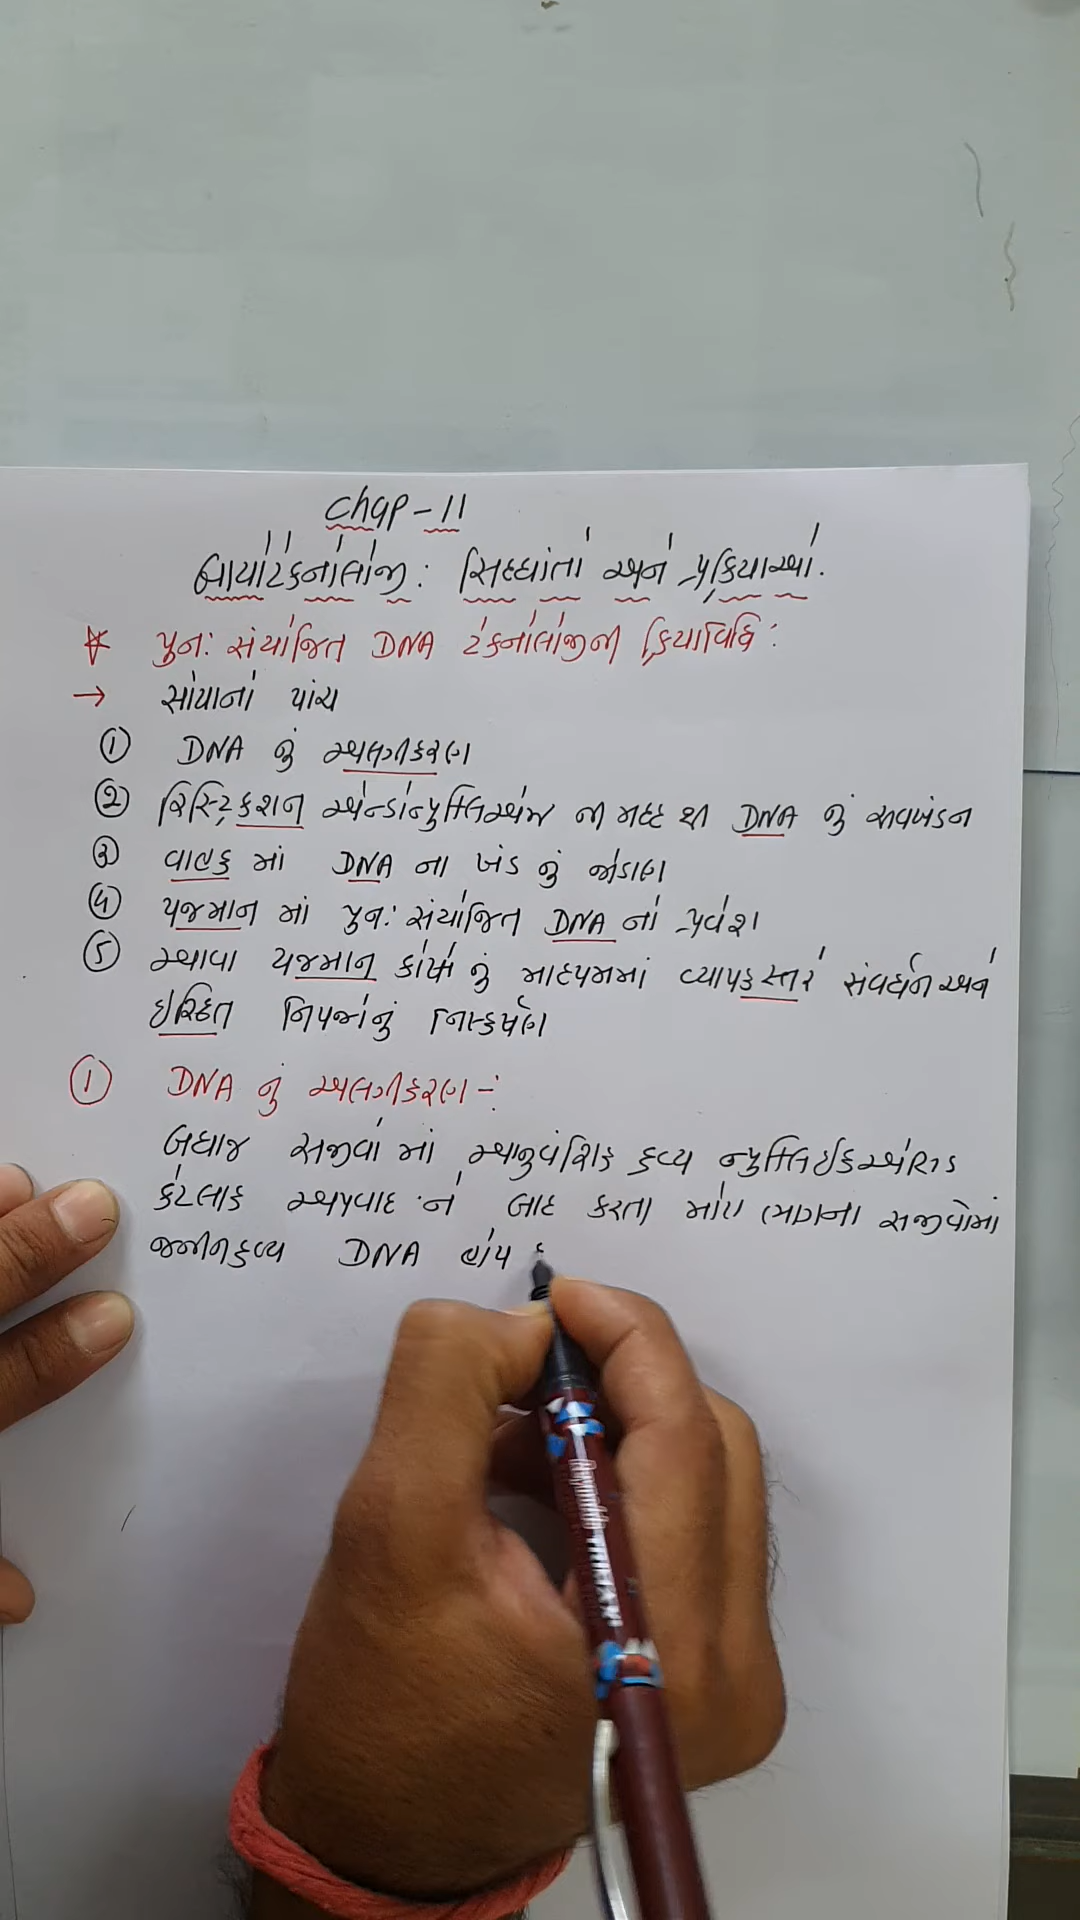 Chap - 11
બાયોટેકનોલોજી : સિદ્ધાંતો અને પ્રક્રિયાઓ.
* પુનઃ સંયોજિત DNA ટેકનોલોજીની ક્રિયાવિધિ :
→ સોપાનો પાંચ
① DNA નું અલગીકરણ
② રિસ્ટ્રિકશન એન્ડોન્યુક્લિએઝ ની મદદ થી DNA નું અવખંડન
③ વાહક માં DNA ના ખંડ નું જોડાણ
④ યજમાન માં પુનઃ સંયોજિત DNA નો પ્રવેશ
⑤ આવા યજમાન કોષો નું માધ્યમમાં વ્યાપક સ્તરે સંવર્ધન અને
ઇચ્છિત નિપજોનું નિષ્કર્ષણ
① DNA નું અલગીકરણ -:
બધાજ સજીવો માં આનુવંશિક દ્રવ્ય ન્યુક્લિઇક એસિડ
કેટલાક અપવાદ ને બાદ કરતા મોટા ભાગના સજીવોમાં
જનીનદ્રવ્ય DNA હોય
Reynolds TRIMAX